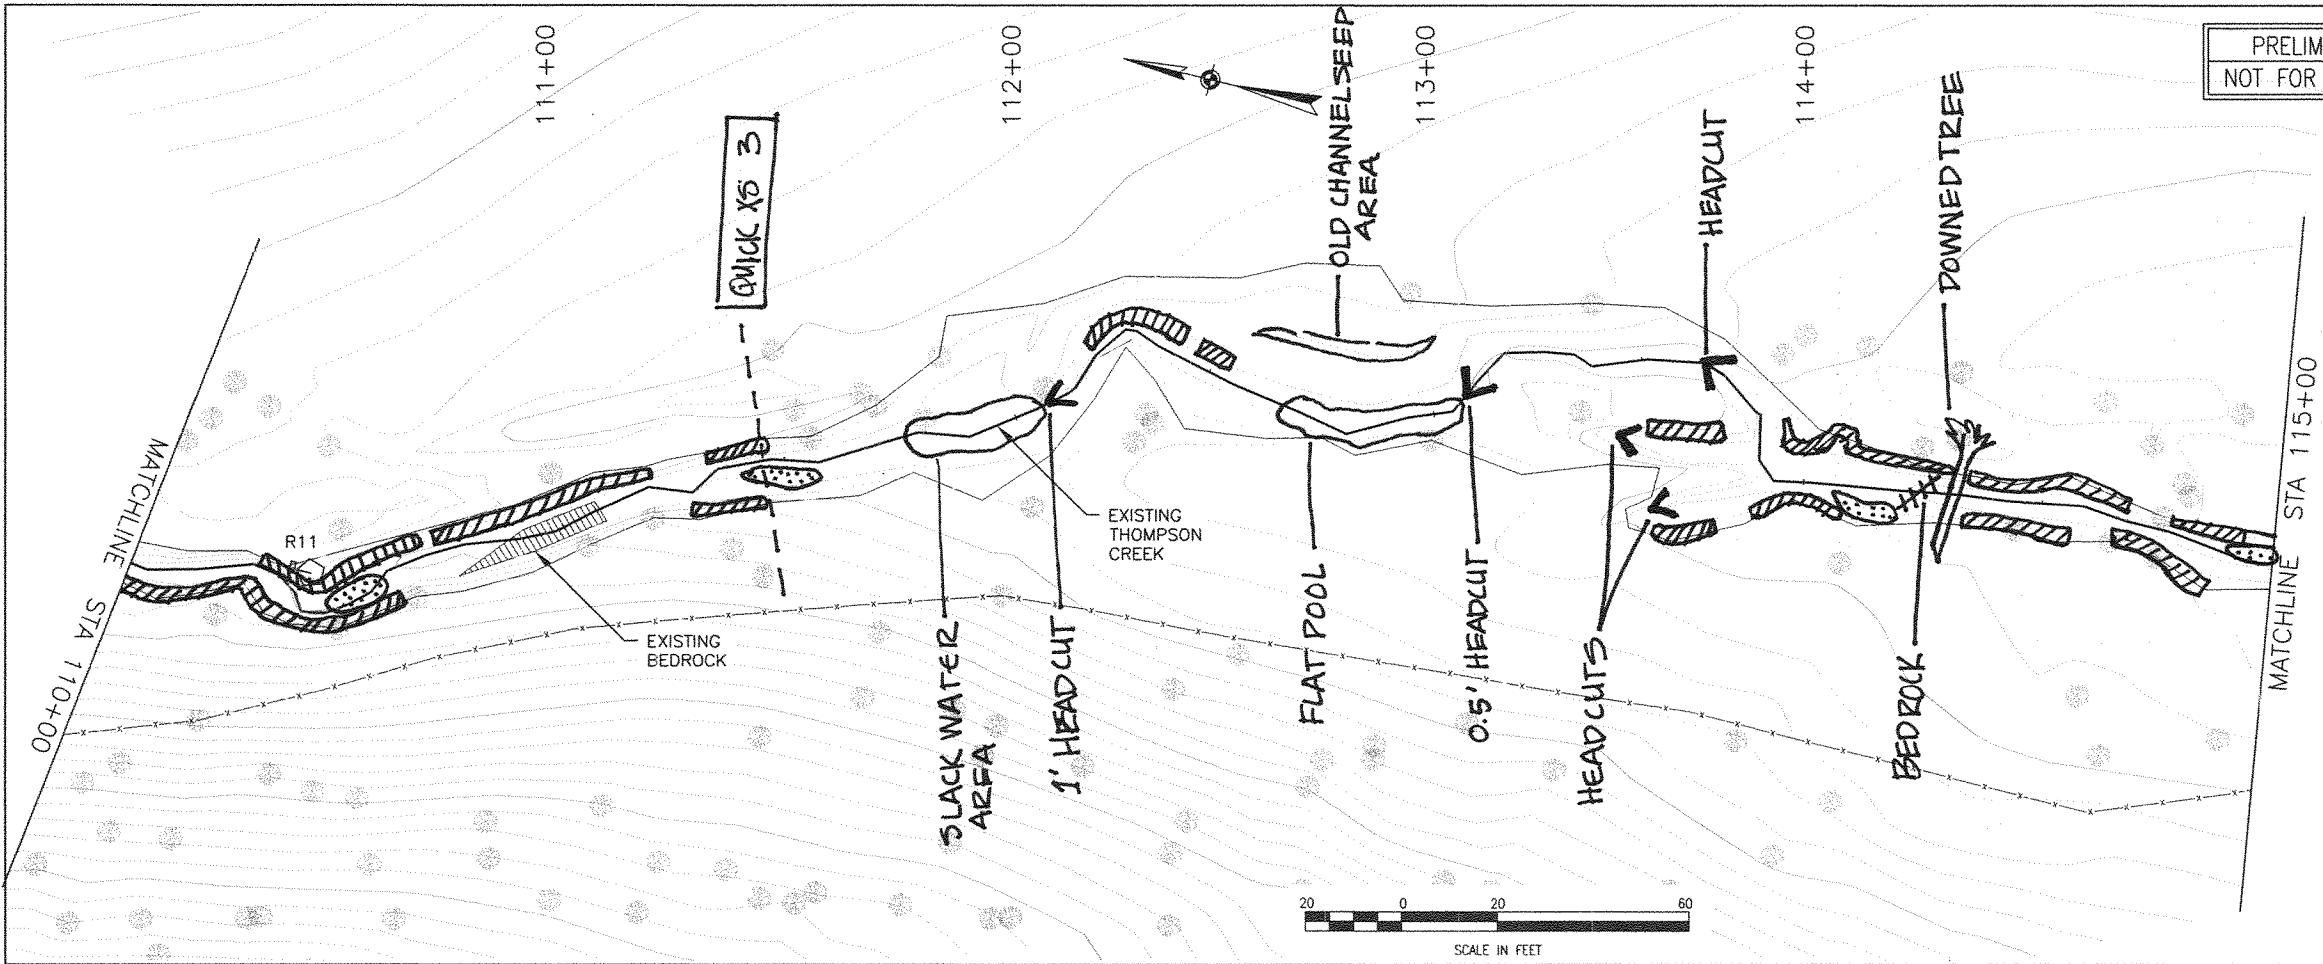 111+00
112+00
113+00
114+00
PRELIM
NOT FOR
QUICK XS 3
OLD CHANNEL SEEP
AREA
HEADCUT
DOWNED TREE
MATCHLINE STA 110+00
R11
EXISTING
BEDROCK
SLACK WATER
AREA
1' HEADCUT
EXISTING
THOMPSON
CREEK
FLAT POOL
0.5' HEADCUT
HEADCUTS
BEDROCK
MATCHLINE STA 115+00
20 0 20 60
SCALE IN FEET